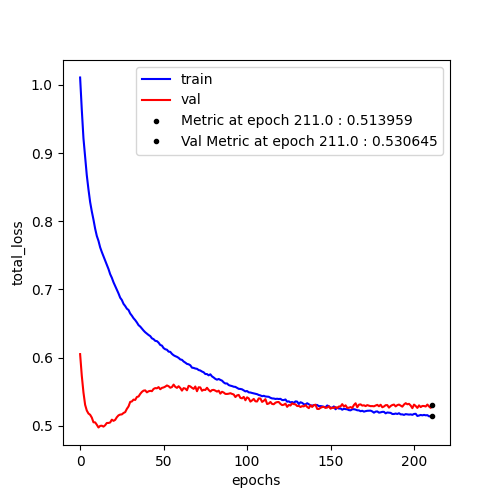 train
val
Metric at epoch 211.0 : 0.513959
Val Metric at epoch 211.0 : 0.530645
1.0
0.9
0.8
0.7
0.6
0.5
total_loss
0 50 100 150 200
epochs